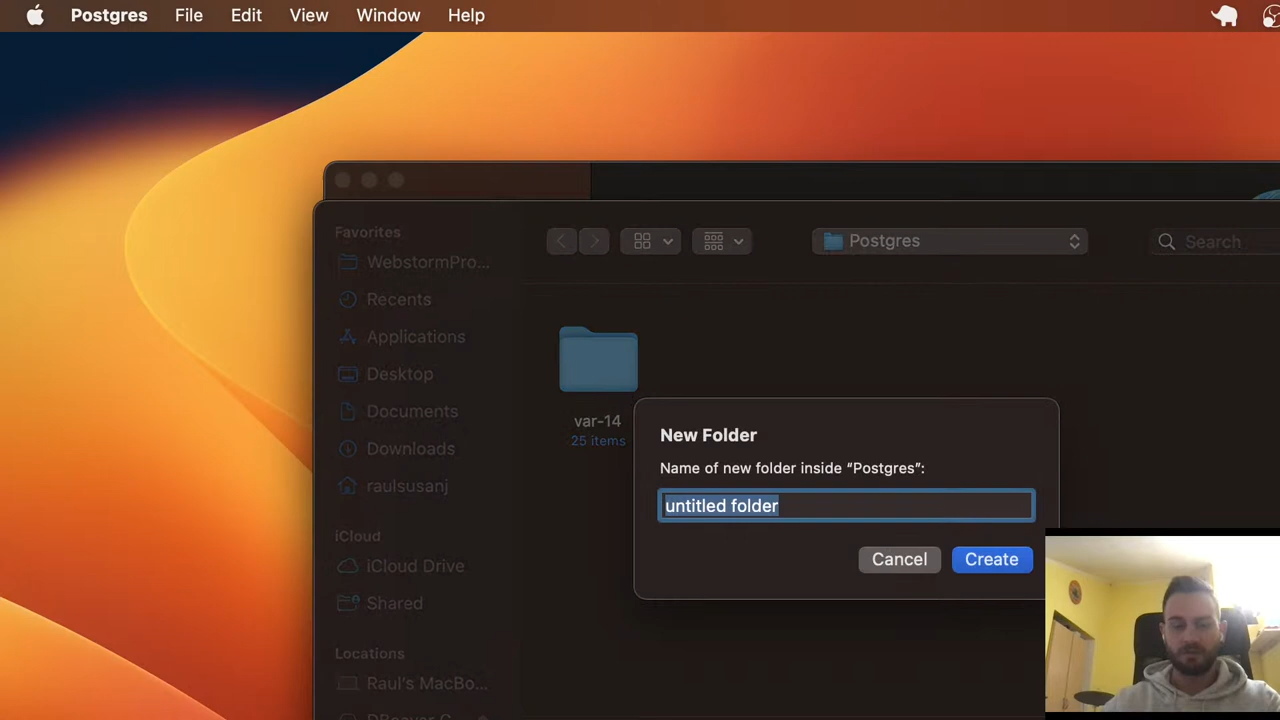 Postgres File Edit View Window Help
Favorites
WebstormPro...
Recents
Applications
Desktop
Documents
Downloads
raulsusanj
iCloud
iCloud Drive
Shared
Locations
Raul's MacBo...
Postgres
Search
var-14
25 items
New Folder
Name of new folder inside “Postgres”:
untitled folder
Cancel
Create